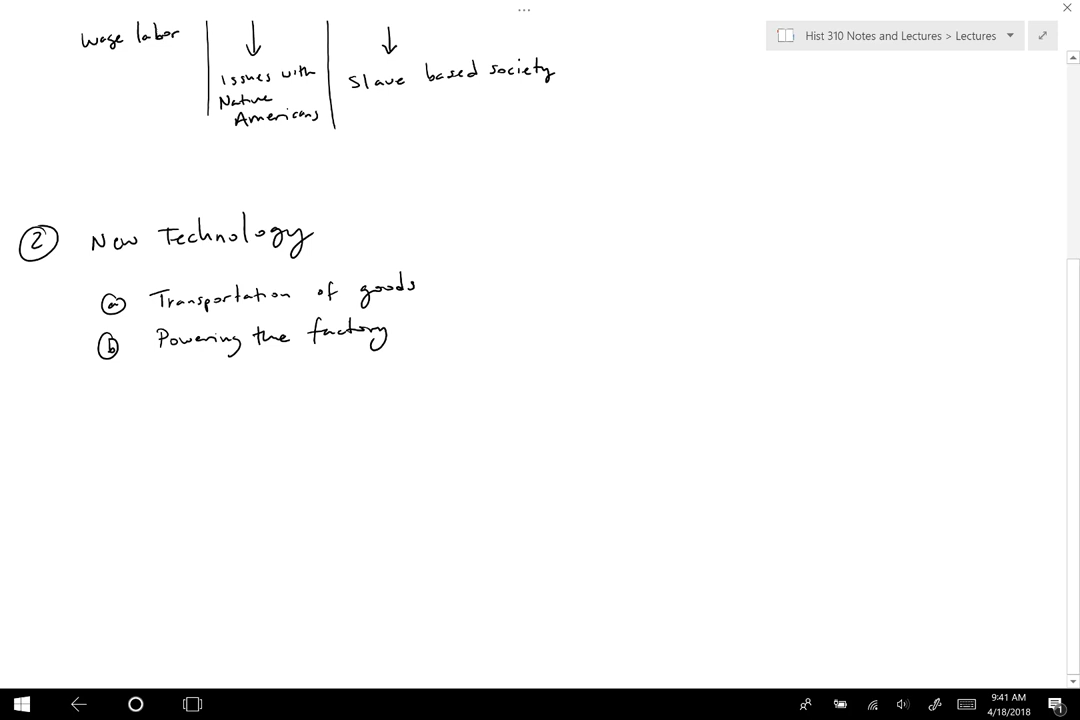 ...
Hist 310 Notes and Lectures > Lectures
wage labor
Issues with
Native
Americans
Slave based society
2 New Technology
a Transportation of goods
b Powering the factory
9:41 AM
4/18/2018
1